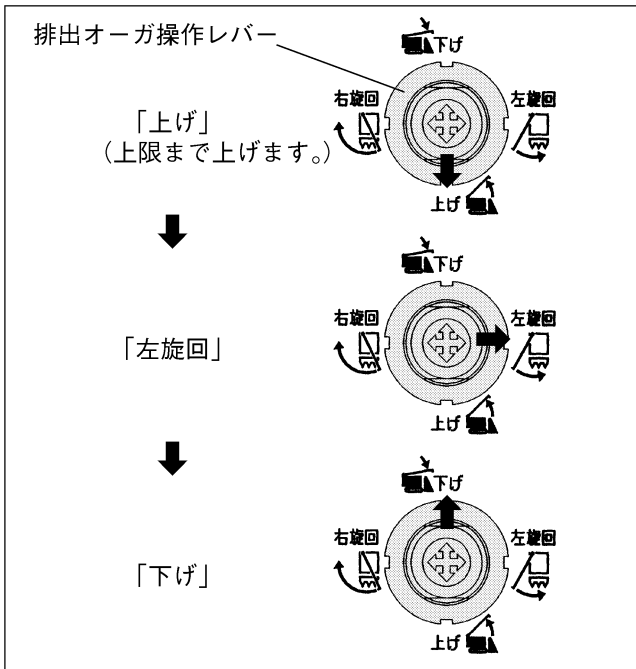 排出オーガ操作レバー
下げ
右旋回
左旋回
「上げ」
(上限まで上げます。)
上げ
下げ
右旋回
左旋回
「左旋回」
上げ
下げ
右旋回
左旋回
「下げ」
上げ